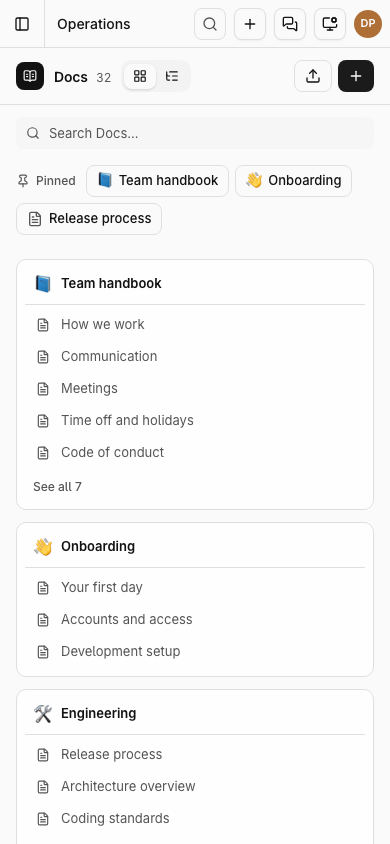 Operations
DP
Docs 32
Search Docs...
Pinned
Team handbook
Onboarding
Release process
Team handbook
How we work
Communication
Meetings
Time off and holidays
Code of conduct
See all 7
Onboarding
Your first day
Accounts and access
Development setup
Engineering
Release process
Architecture overview
Coding standards